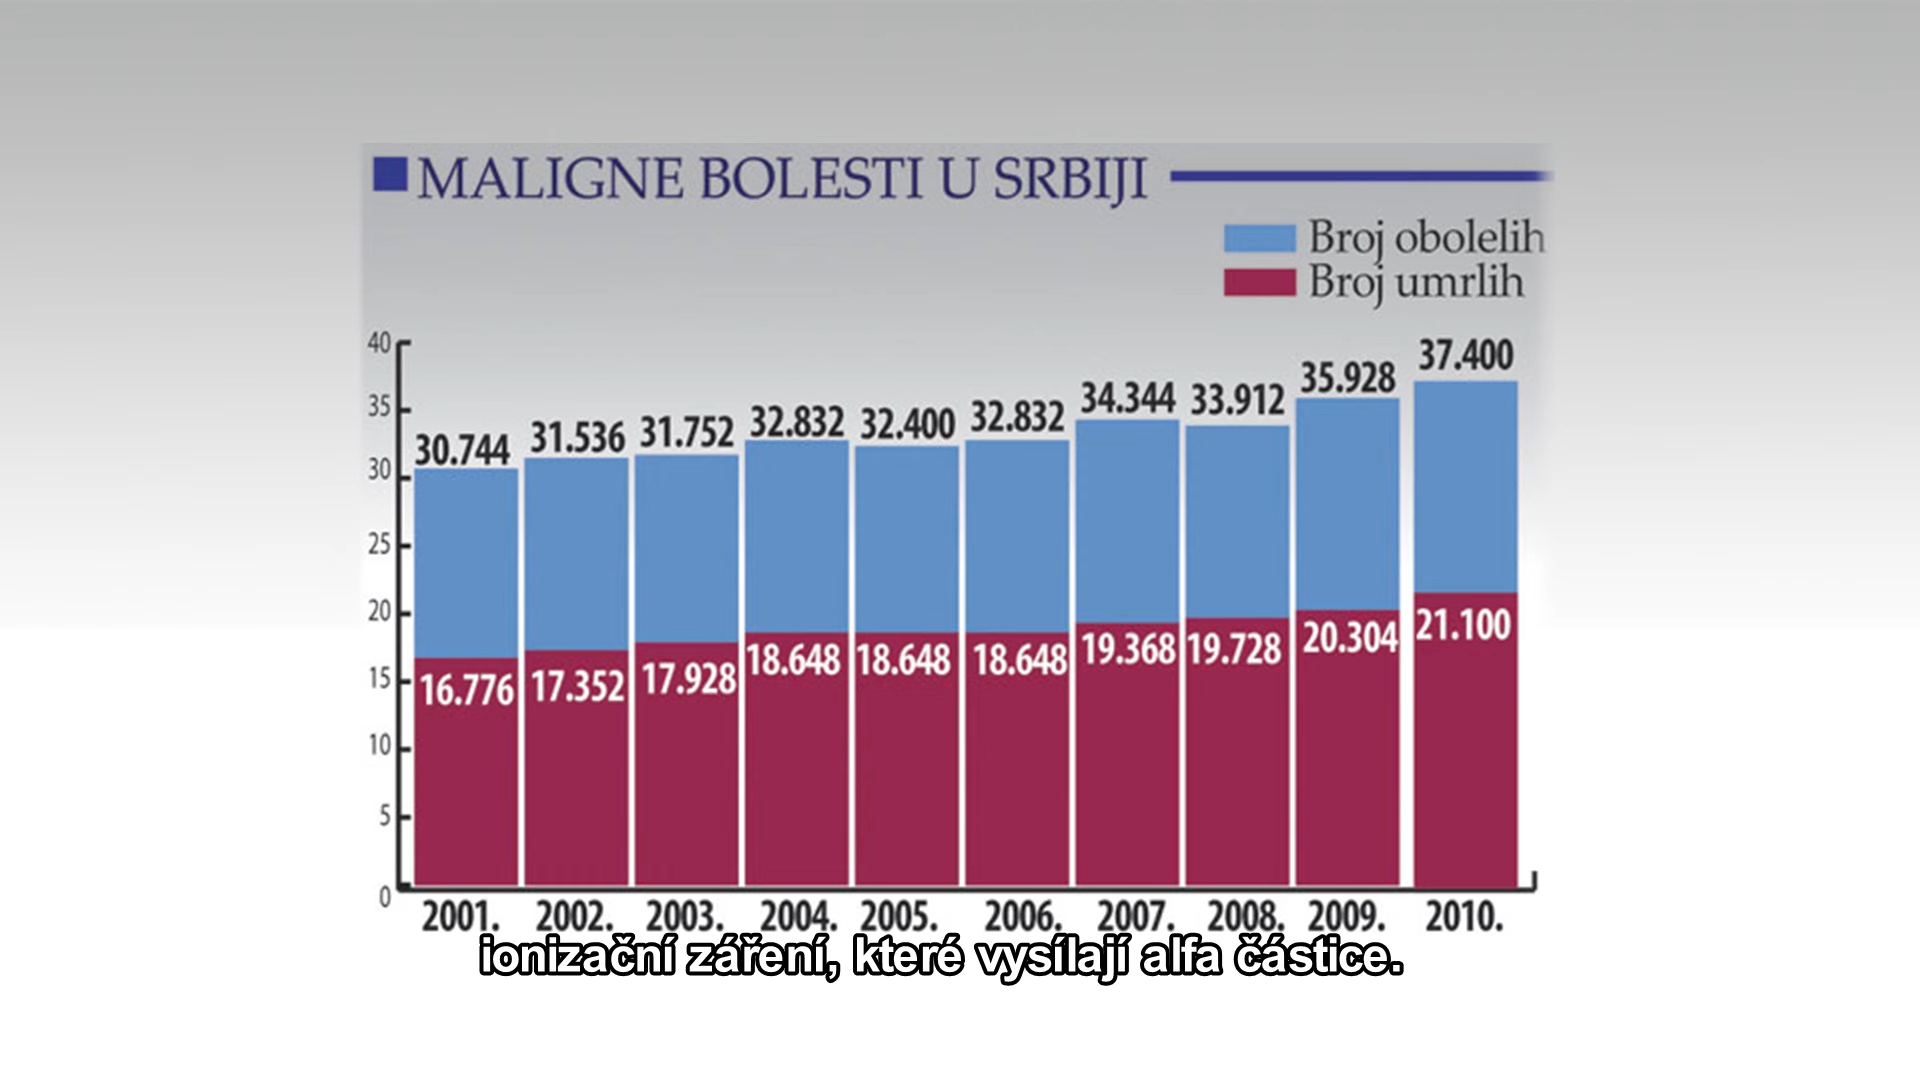 MALIGNE BOLESTI U SRBIJI
Broj obolelih
Broj umrlih
40
35
30
25
20
15
10
5
0
30.744 31.536 31.752 32.832 32.400 32.832 34.344 33.912 35.928 37.400
16.776 17.352 17.928 18.648 18.648 18.648 19.368 19.728 20.304 21.100
2001. 2002. 2003. 2004. 2005. 2006. 2007. 2008. 2009. 2010.
ionizační záření, které vysílají alfa částice.